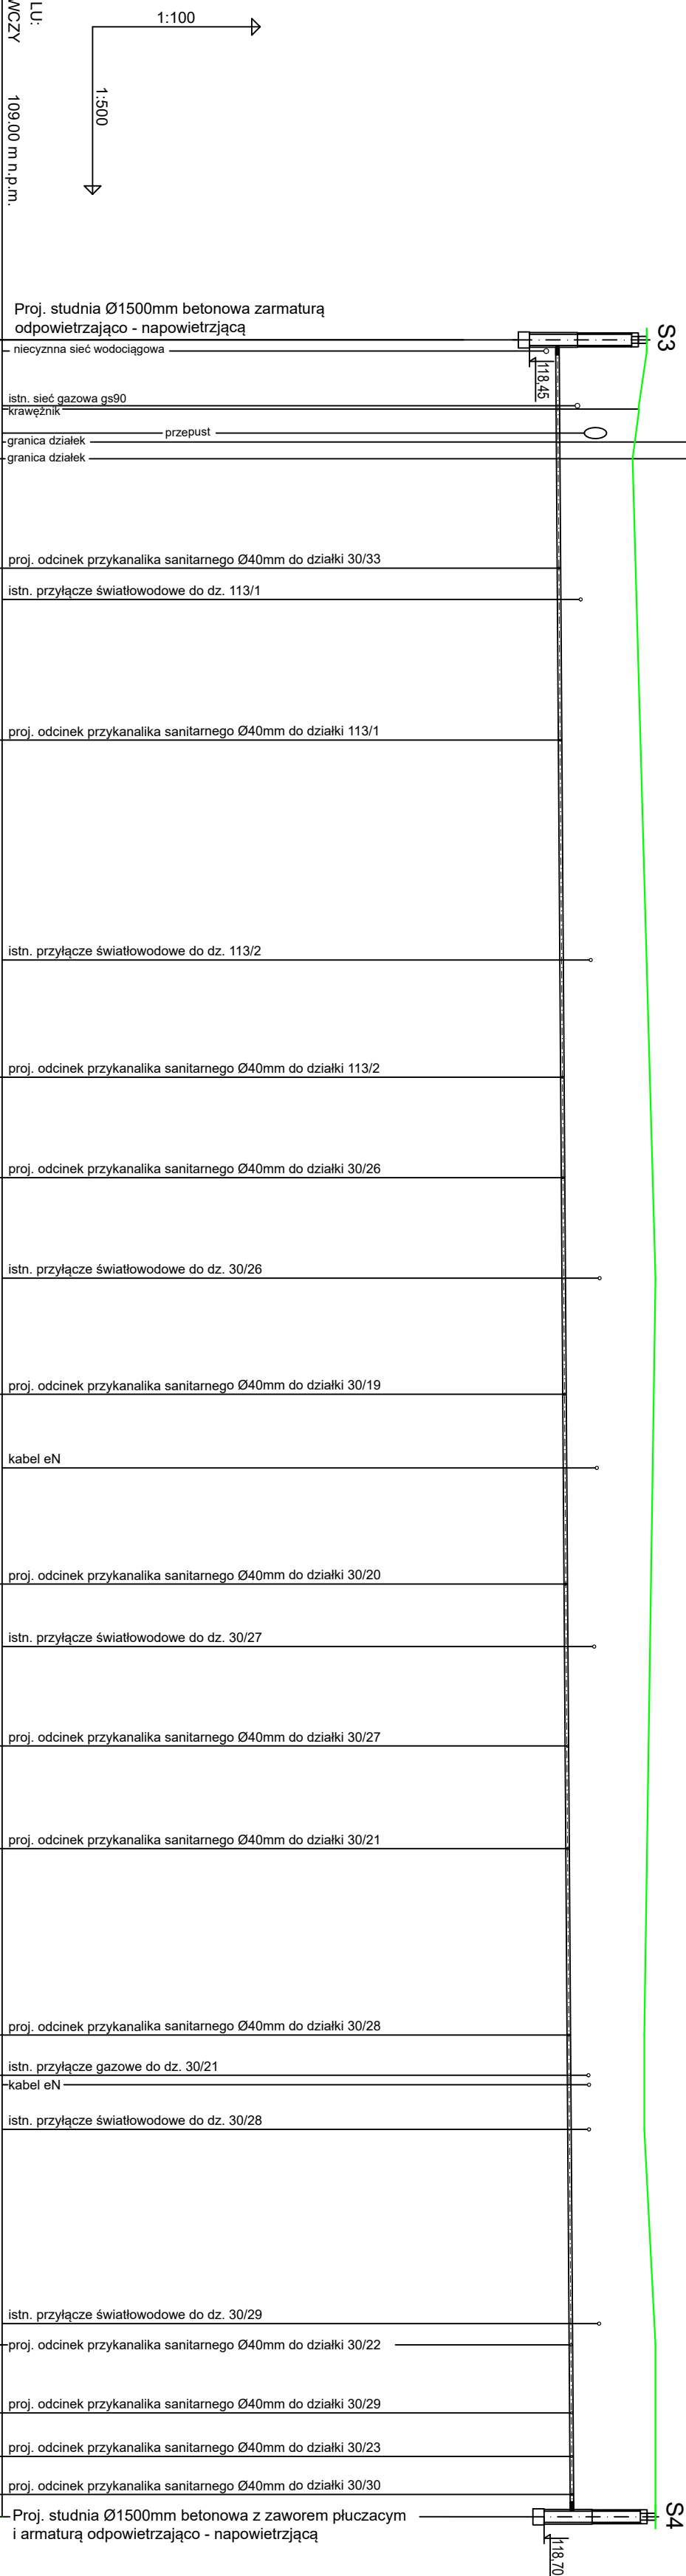 LU:
WCZY 109.00 m n.p.m.
1:100
1:500
Proj. studnia Ø1500mm betonowa zarmaturą
odpowietrzająco - napowietrzjącą
S3
niecyznna sieć wodociągowa
118,45
istn. sieć gazowa gs90
krawężnik
przepust
granica działek
granica działek
proj. odcinek przykanalika sanitarnego Ø40mm do działki 30/33
istn. przyłącze światłowodowe do dz. 113/1
proj. odcinek przykanalika sanitarnego Ø40mm do działki 113/1
istn. przyłącze światłowodowe do dz. 113/2
proj. odcinek przykanalika sanitarnego Ø40mm do działki 113/2
proj. odcinek przykanalika sanitarnego Ø40mm do działki 30/26
istn. przyłącze światłowodowe do dz. 30/26
proj. odcinek przykanalika sanitarnego Ø40mm do działki 30/19
kabel eN
proj. odcinek przykanalika sanitarnego Ø40mm do działki 30/20
istn. przyłącze światłowodowe do dz. 30/27
proj. odcinek przykanalika sanitarnego Ø40mm do działki 30/27
proj. odcinek przykanalika sanitarnego Ø40mm do działki 30/21
proj. odcinek przykanalika sanitarnego Ø40mm do działki 30/28
istn. przyłącze gazowe do dz. 30/21
kabel eN
istn. przyłącze światłowodowe do dz. 30/28
istn. przyłącze światłowodowe do dz. 30/29
proj. odcinek przykanalika sanitarnego Ø40mm do działki 30/22
proj. odcinek przykanalika sanitarnego Ø40mm do działki 30/29
proj. odcinek przykanalika sanitarnego Ø40mm do działki 30/23
proj. odcinek przykanalika sanitarnego Ø40mm do działki 30/30
S4
Proj. studnia Ø1500mm betonowa z zaworem płuczacym
i armaturą odpowietrzająco - napowietrzjącą
118,70